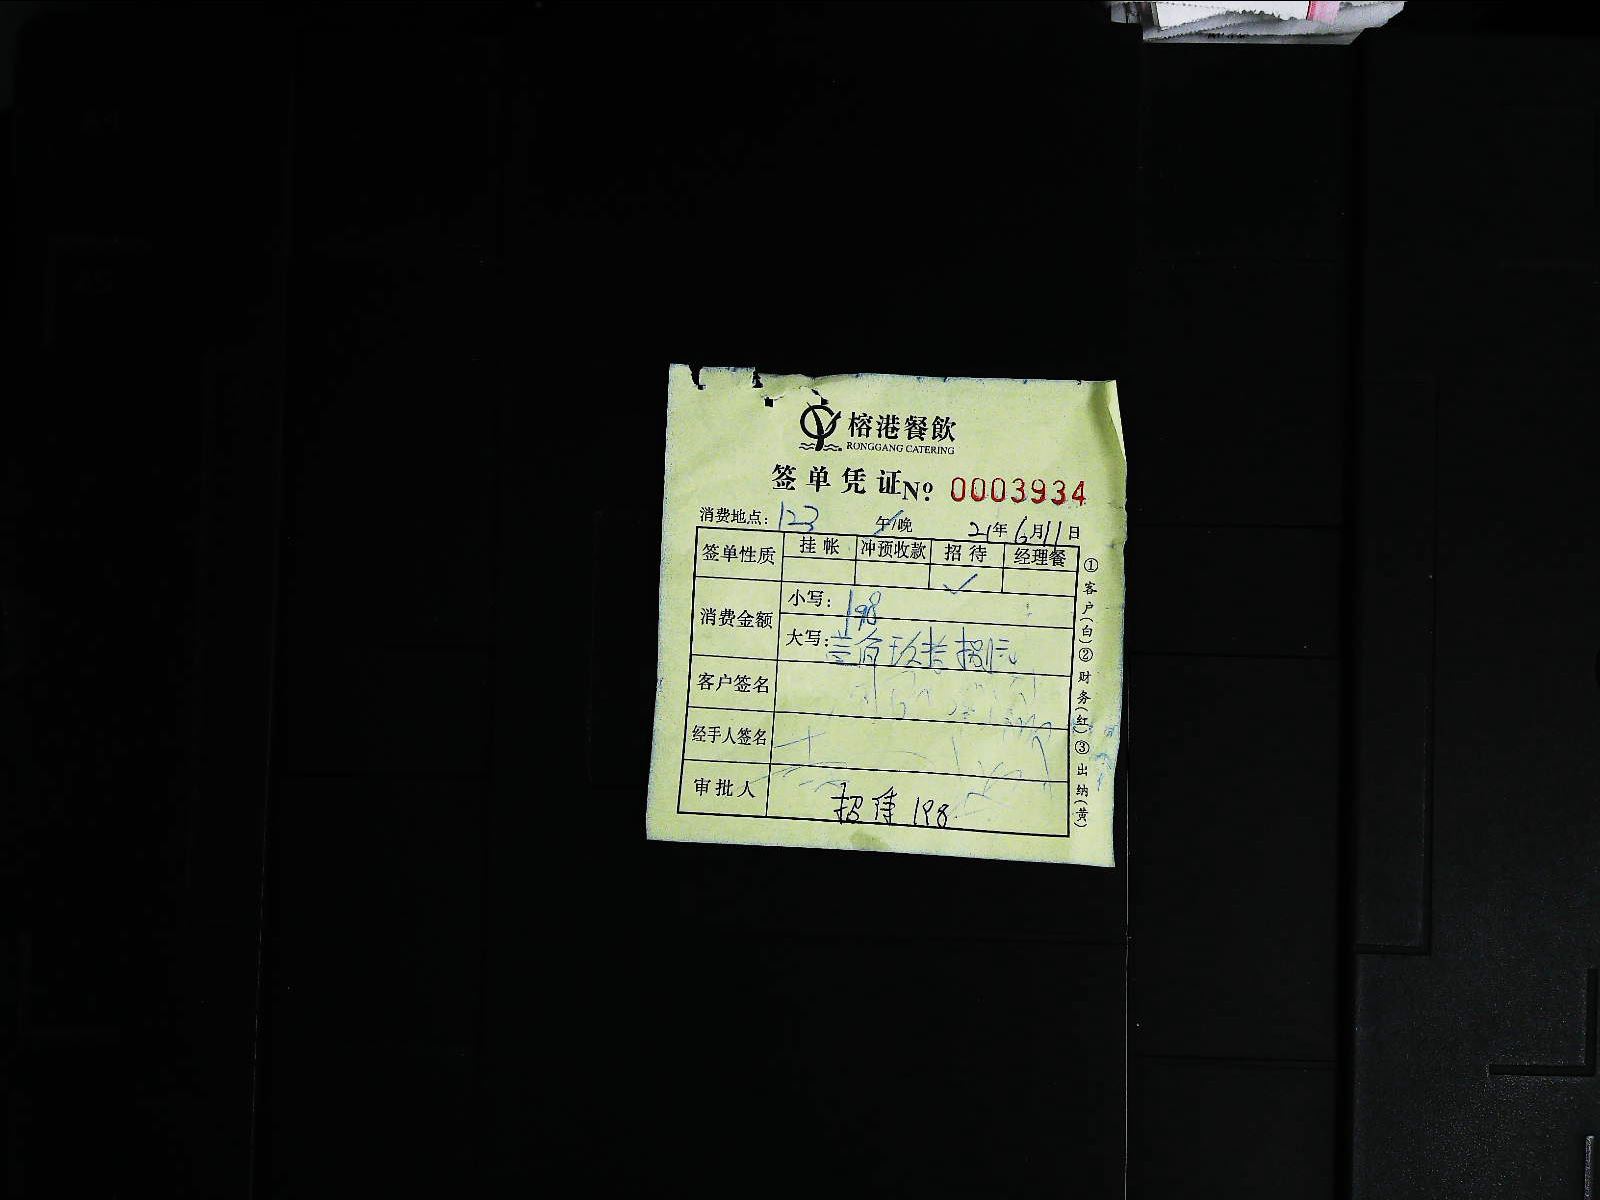 榕港餐飲
RONGGANG CATERING
签单凭证 No 0003934
消费地点: 123 午/晚 21年6月11日
签单性质 挂帐 冲预收款 招待 经理餐
✓
消费金额 小写: 198
大写: 壹佰玖拾捌元
客户签名
经手人签名
审批人 招待 198
①客户(白)②财务(红)③出纳(黄)